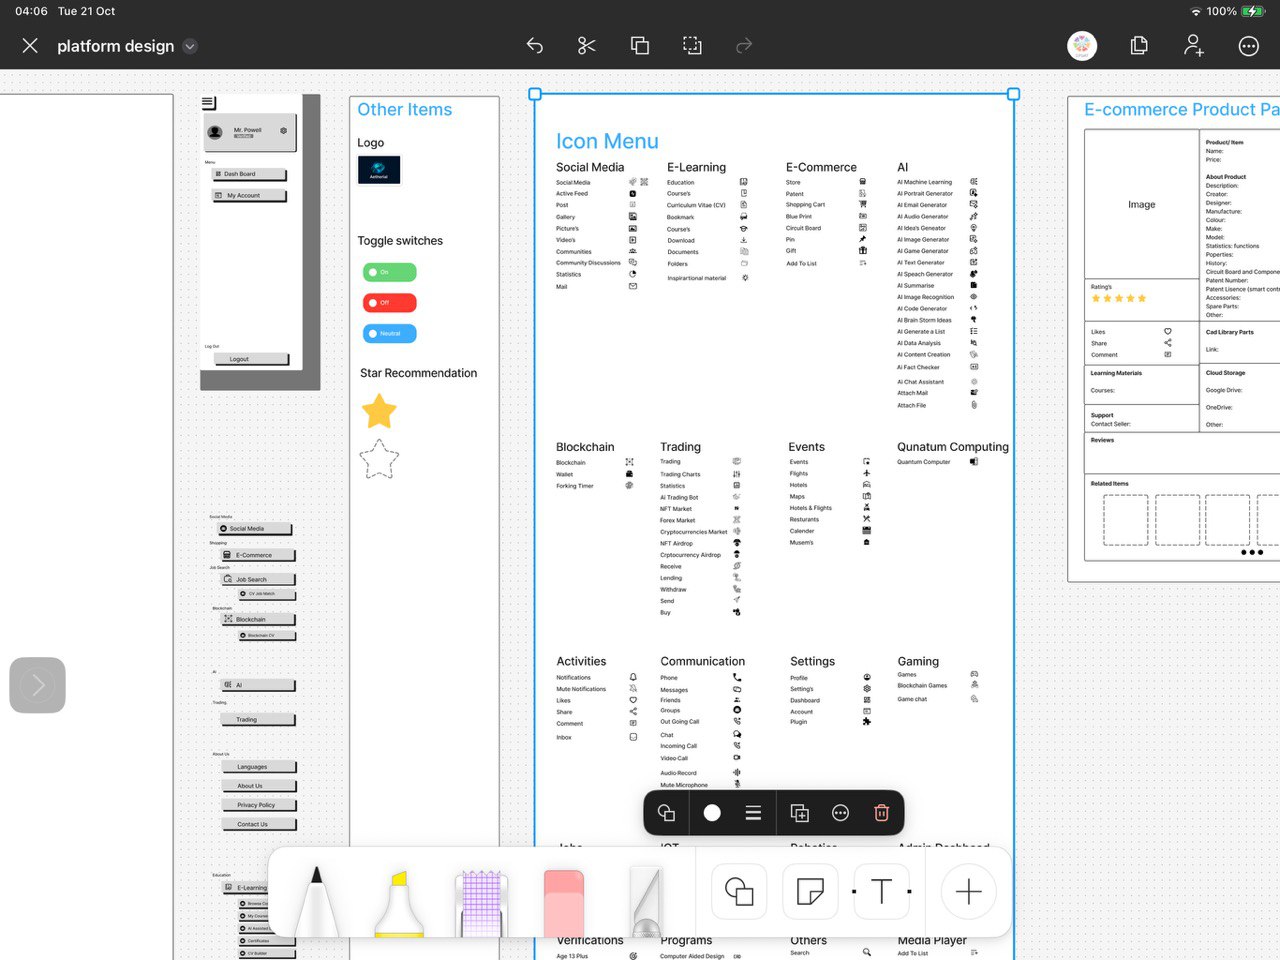 04:06 Tue 21 Oct
100%
platform design
Mr. Powell
Verified
Menu
Dash Board
My Account
Log Out
Logout
Social Media
Social Media
Shopping
E-Commerce
Job Search
Job Search
CV Job Match
Blockchain
Blockchain
Blockchain CV
AI
AI
Trading
Trading
About Us
Languages
About Us
Privacy Policy
Contact Us
Education
E-Learning
Certificates
CV Builder
Other Items
Logo
Aethorial
Toggle switches
On
Off
Neutral
Star Recommendation
Icon Menu
Social Media
Social Media
Active Feed
Post
Gallery
Picture's
Video's
Communities
Community Discussions
Statistics
Mail
E-Learning
Education
Course's
Curriculum Vitae (CV)
Bookmark
Course's
Download
Documents
Folders
Inspirartional material
E-Commerce
Store
Patent
Shopping Cart
Blue Print
Circuit Board
Pin
Gift
Add To List
AI
AI Machine Learning
AI Portrait Generator
AI Email Generator
AI Audio Generator
AI Idea's Geneator
AI Image Generator
AI Game Generator
AI Text Generator
AI Speach Generator
AI Summarise
AI Image Recognition
AI Code Generator
AI Brain Storm Ideas
AI Generate a List
AI Data Analysis
AI Content Creation
Ai Fact Checker
Ai Chat Assistant
Attach Mail
Attach File
Blockchain
Blockchain
Wallet
Forking Timer
Trading
Trading
Trading Charts
Statistics
Ai Trading Bot
NFT Market
Forex Market
Cryptocurrencies Market
NFT Airdrop
Crptocurrency Airdrop
Receive
Lending
Withdraw
Send
Buy
Events
Events
Flights
Hotels
Maps
Hotels & Flights
Resturants
Calender
Musem's
Qunatum Computing
Quantum Computer
Activities
Notifications
Mute Notifications
Likes
Share
Comment
Inbox
Communication
Phone
Messages
Friends
Groups
Out Going Call
Chat
Incoming Call
Video Call
Audio Record
Mute Microphone
Settings
Profile
Setting's
Dashboard
Account
Plugin
Gaming
Games
Blockchain Games
Game chat
Verifications
Age 13 Plus
Programs
Computer Aided Design
Others
Search
Media Player
Add To List
E-commerce Product Pa
Image
Rating's
Likes
Share
Comment
Learning Materials
Courses:
Support
Contact Seller:
Reviews
Related Items
Product/ Item
Name:
Price:
About Product
Description:
Creator:
Designer:
Manufacture:
Colour:
Make:
Model:
Statistics: functions
Poperties:
History:
Circuit Board and Compone
Patent Number:
Patent Lisence (smart contr
Accessories:
Spare Parts:
Other:
Cad Library Parts
Link:
Cloud Storage
Google Drive:
OneDrive:
Other:
T